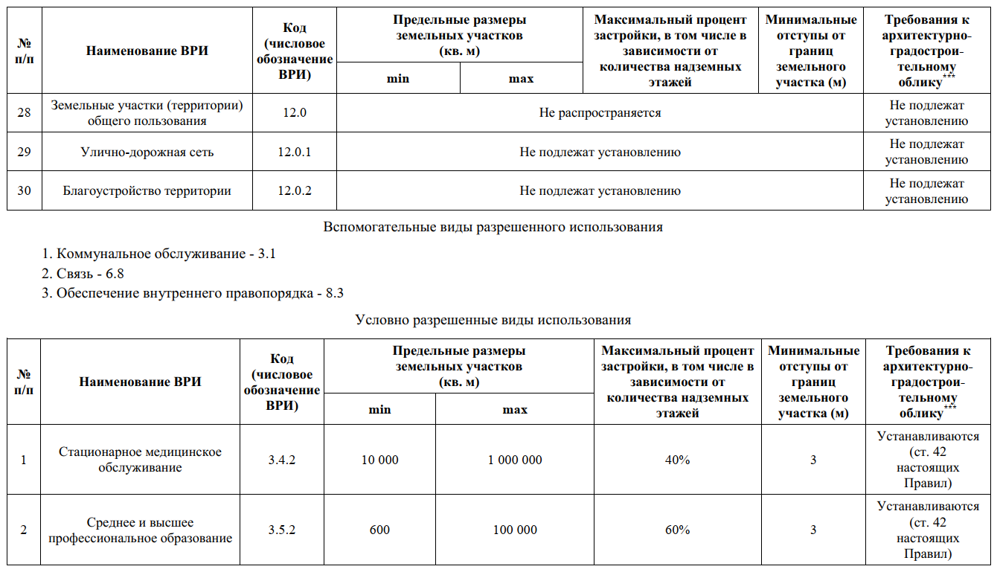 №
п/п
Наименование ВРИ
Код
(числовое
обозначение
ВРИ)
Предельные размеры
земельных участков
(кв. м)
min
max
Максимальный процент
застройки, в том числе в
зависимости от
количества надземных
этажей
Минимальные
отступы от
границ
земельного
участка (м)
Требования к
архитектурно-
градострои-
тельному
облику***
28
Земельные участки (территории)
общего пользования
12.0
Не распространяется
Не подлежат
установлению
29
Улично-дорожная сеть
12.0.1
Не подлежат установлению
Не подлежат
установлению
30
Благоустройство территории
12.0.2
Не подлежат установлению
Не подлежат
установлению
Вспомогательные виды разрешенного использования
1. Коммунальное обслуживание - 3.1
2. Связь - 6.8
3. Обеспечение внутреннего правопорядка - 8.3
Условно разрешенные виды использования
№
п/п
Наименование ВРИ
Код
(числовое
обозначение
ВРИ)
Предельные размеры
земельных участков
(кв. м)
min
max
Максимальный процент
застройки, в том числе в
зависимости от
количества надземных
этажей
Минимальные
отступы от
границ
земельного
участка (м)
Требования к
архитектурно-
градострои-
тельному
облику***
1
Стационарное медицинское
обслуживание
3.4.2
10 000
1 000 000
40%
3
Устанавливаются
(ст. 42
настоящих
Правил)
2
Среднее и высшее
профессиональное образование
3.5.2
600
100 000
60%
3
Устанавливаются
(ст. 42
настоящих
Правил)